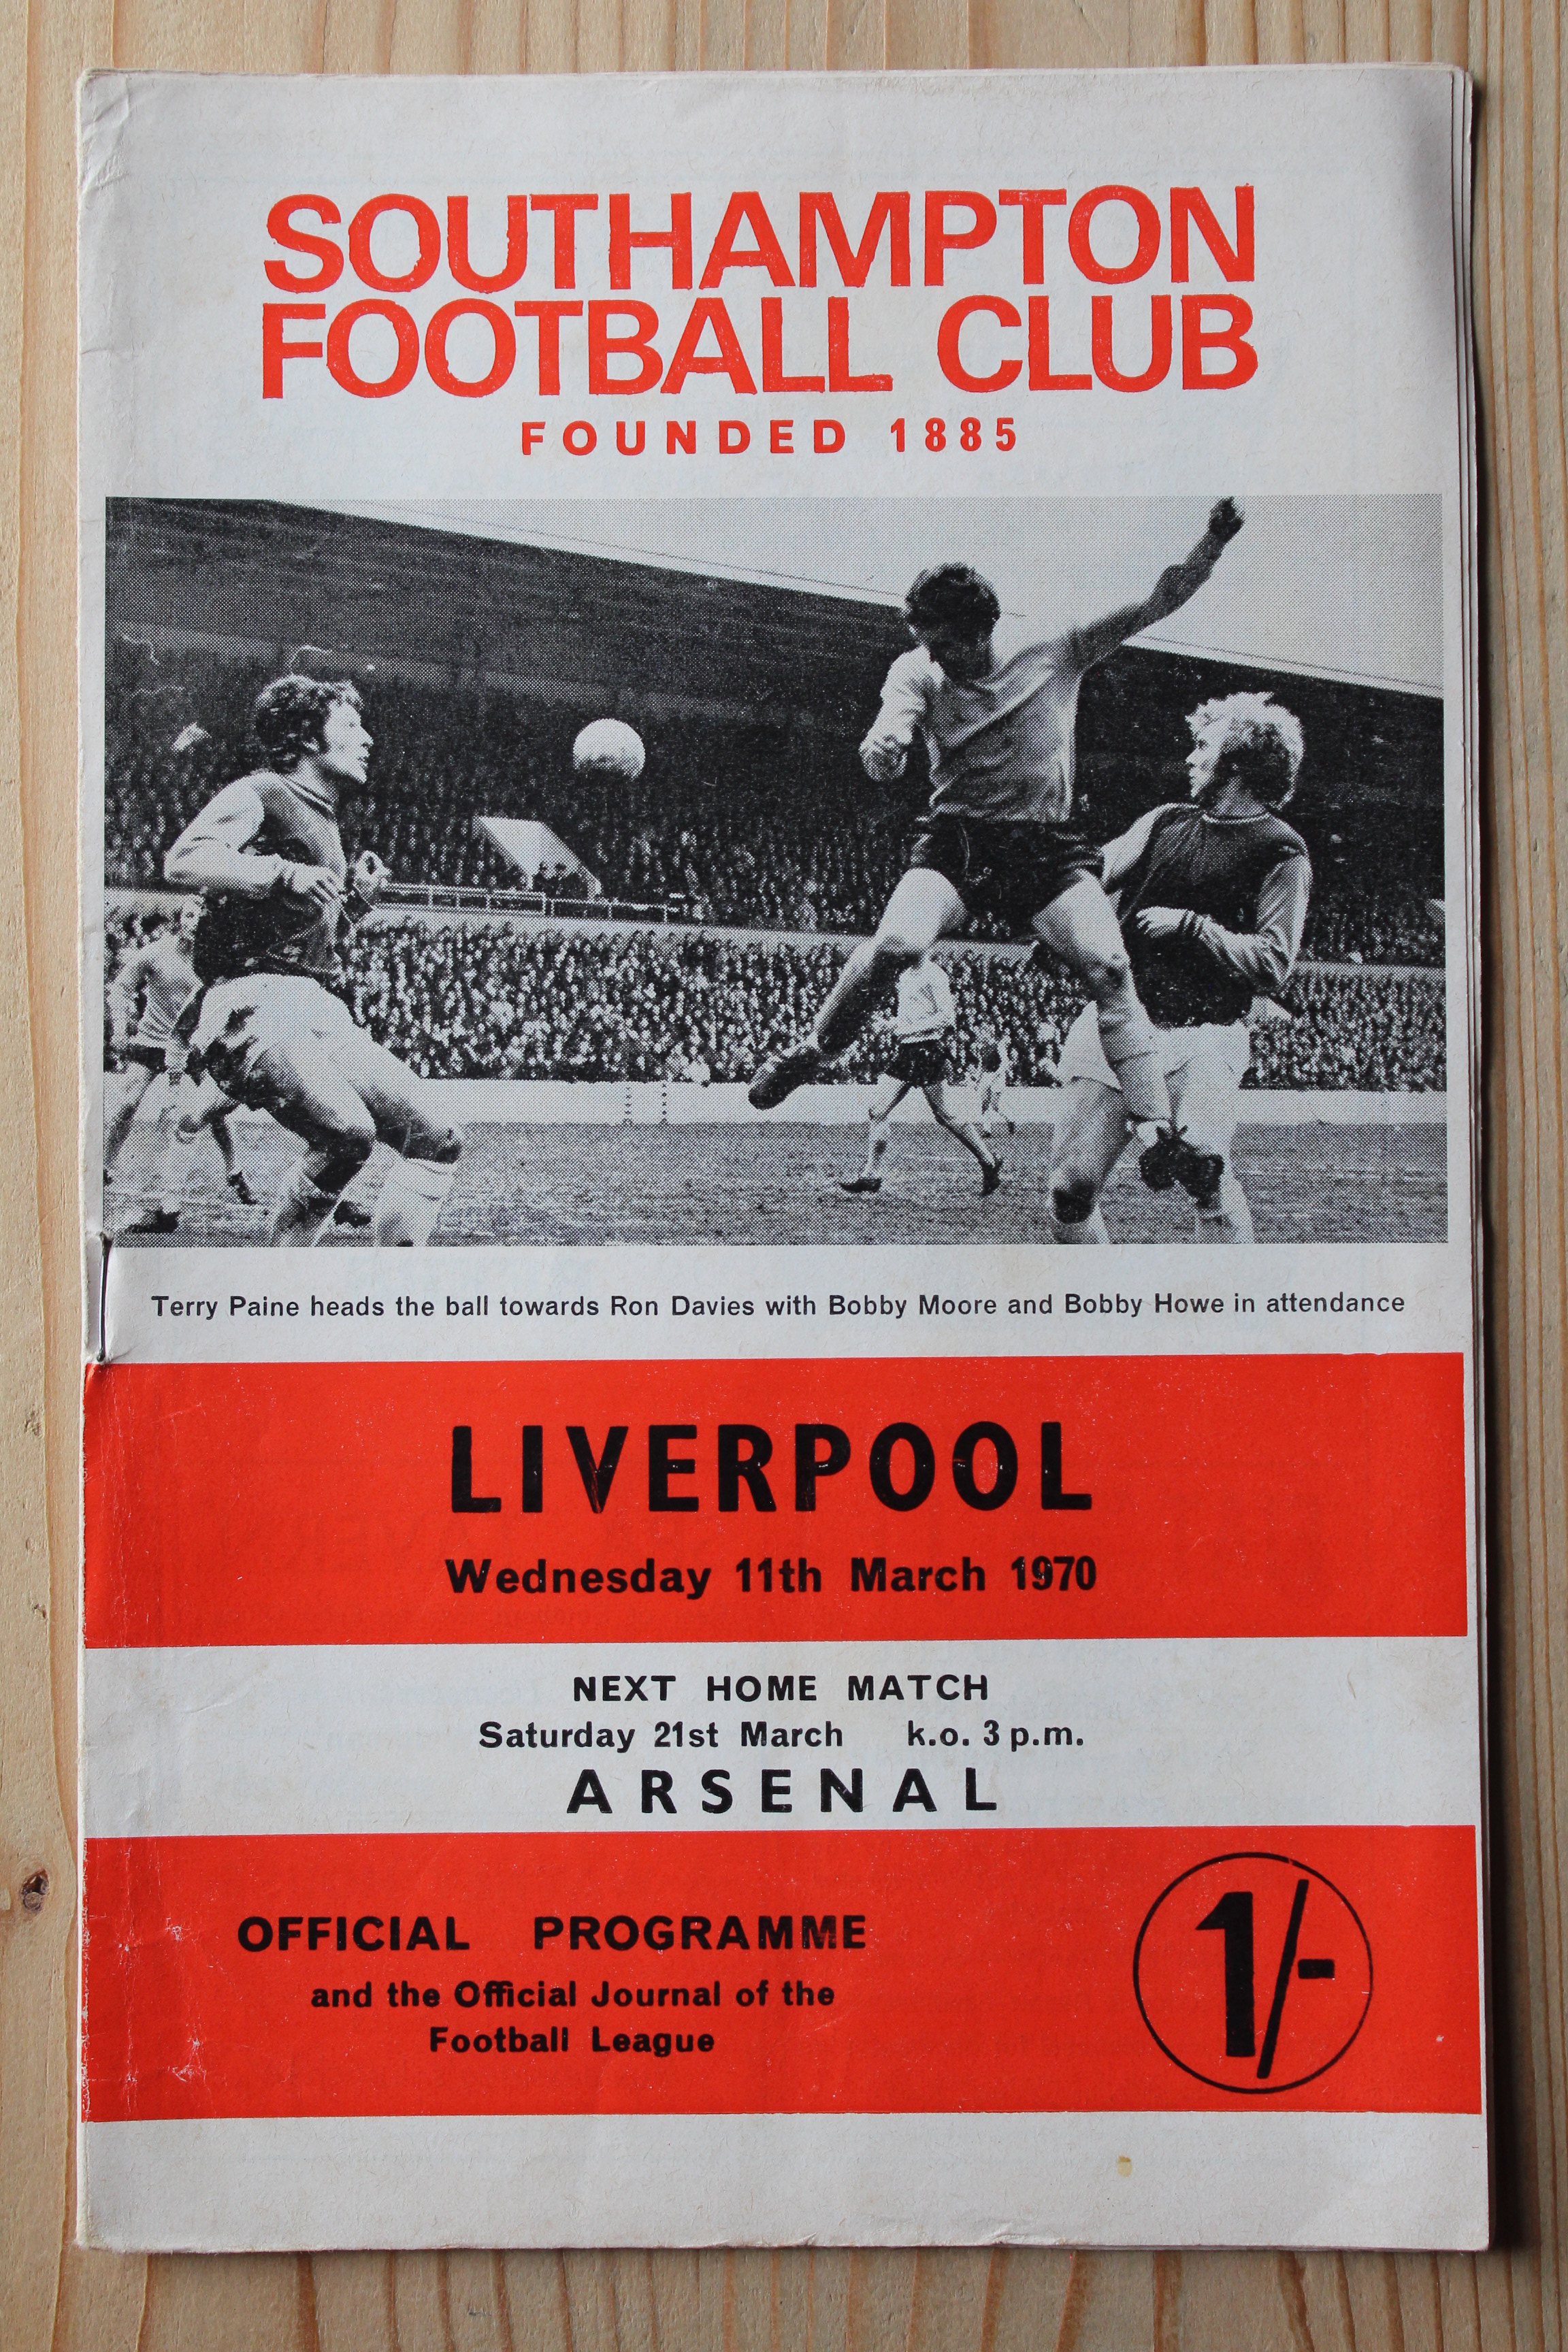 SOUTHAMPTON
FOOTBALL CLUB
FOUNDED 1885
Terry Paine heads the ball towards Ron Davies with Bobby Moore and Bobby Howe in attendance
LIVERPOOL
Wednesday 11th March 1970
NEXT HOME MATCH
Saturday 21st March k.o. 3 p.m.
ARSENAL
OFFICIAL PROGRAMME
and the Official Journal of the
Football League
1/-